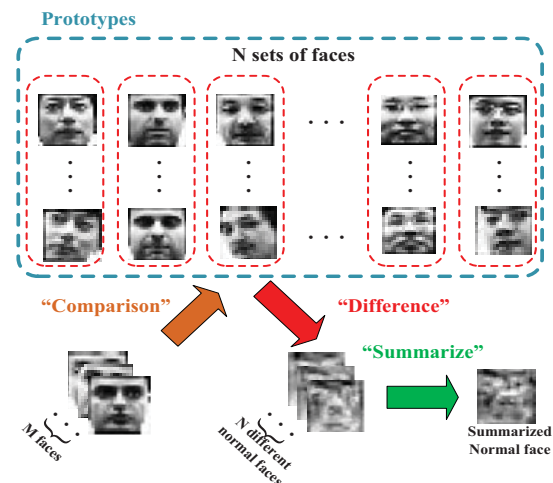 Prototypes
N sets of faces
“Comparison”
“Difference”
“Summarize”
M faces
N different
normal faces
Summarized
Normal face